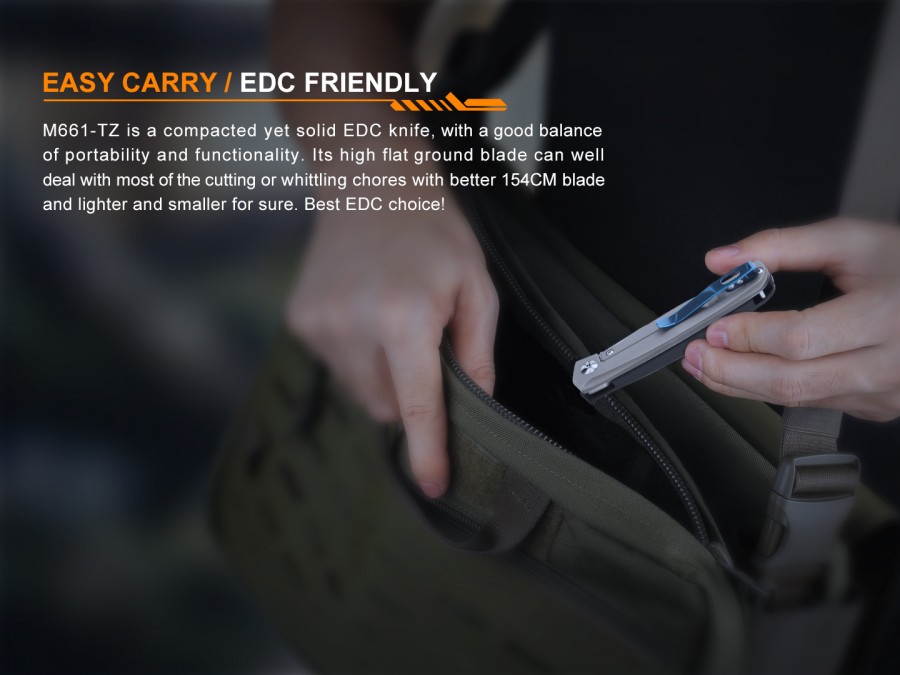 EASY CARRY / EDC FRIENDLY
M661-TZ is a compacted yet solid EDC knife, with a good balance
of portability and functionality. Its high flat ground blade can well
deal with most of the cutting or whittling chores with better 154CM blade
and lighter and smaller for sure. Best EDC choice!